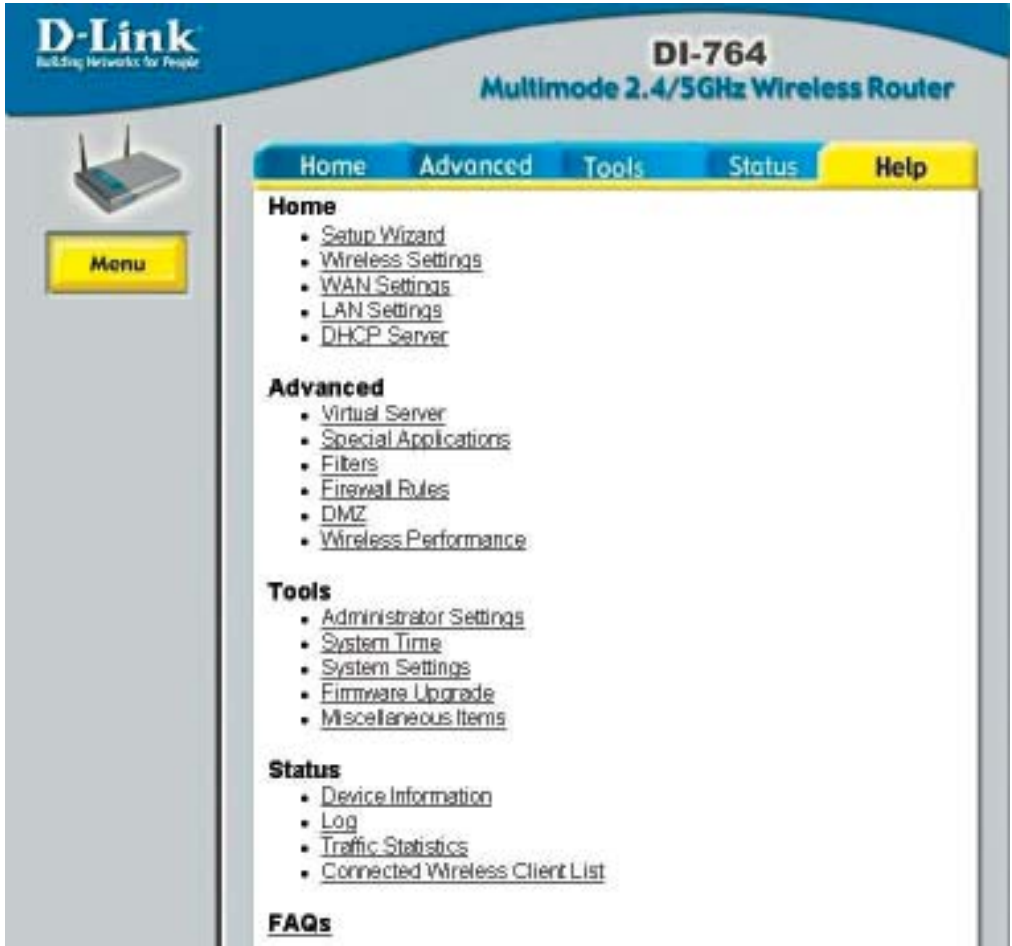 D-Link
Building Networks for People
DI-764
Multimode 2.4/5GHz Wireless Router
Home Advanced Tools Status Help
Menu
Home
• Setup Wizard
• Wireless Settings
• WAN Settings
• LAN Settings
• DHCP Server
Advanced
• Virtual Server
• Special Applications
• Filters
• Firewall Rules
• DMZ
• Wireless Performance
Tools
• Administrator Settings
• System Time
• System Settings
• Firmware Upgrade
• Miscellaneous Items
Status
• Device Information
• Log
• Traffic Statistics
• Connected Wireless Client List
FAQs